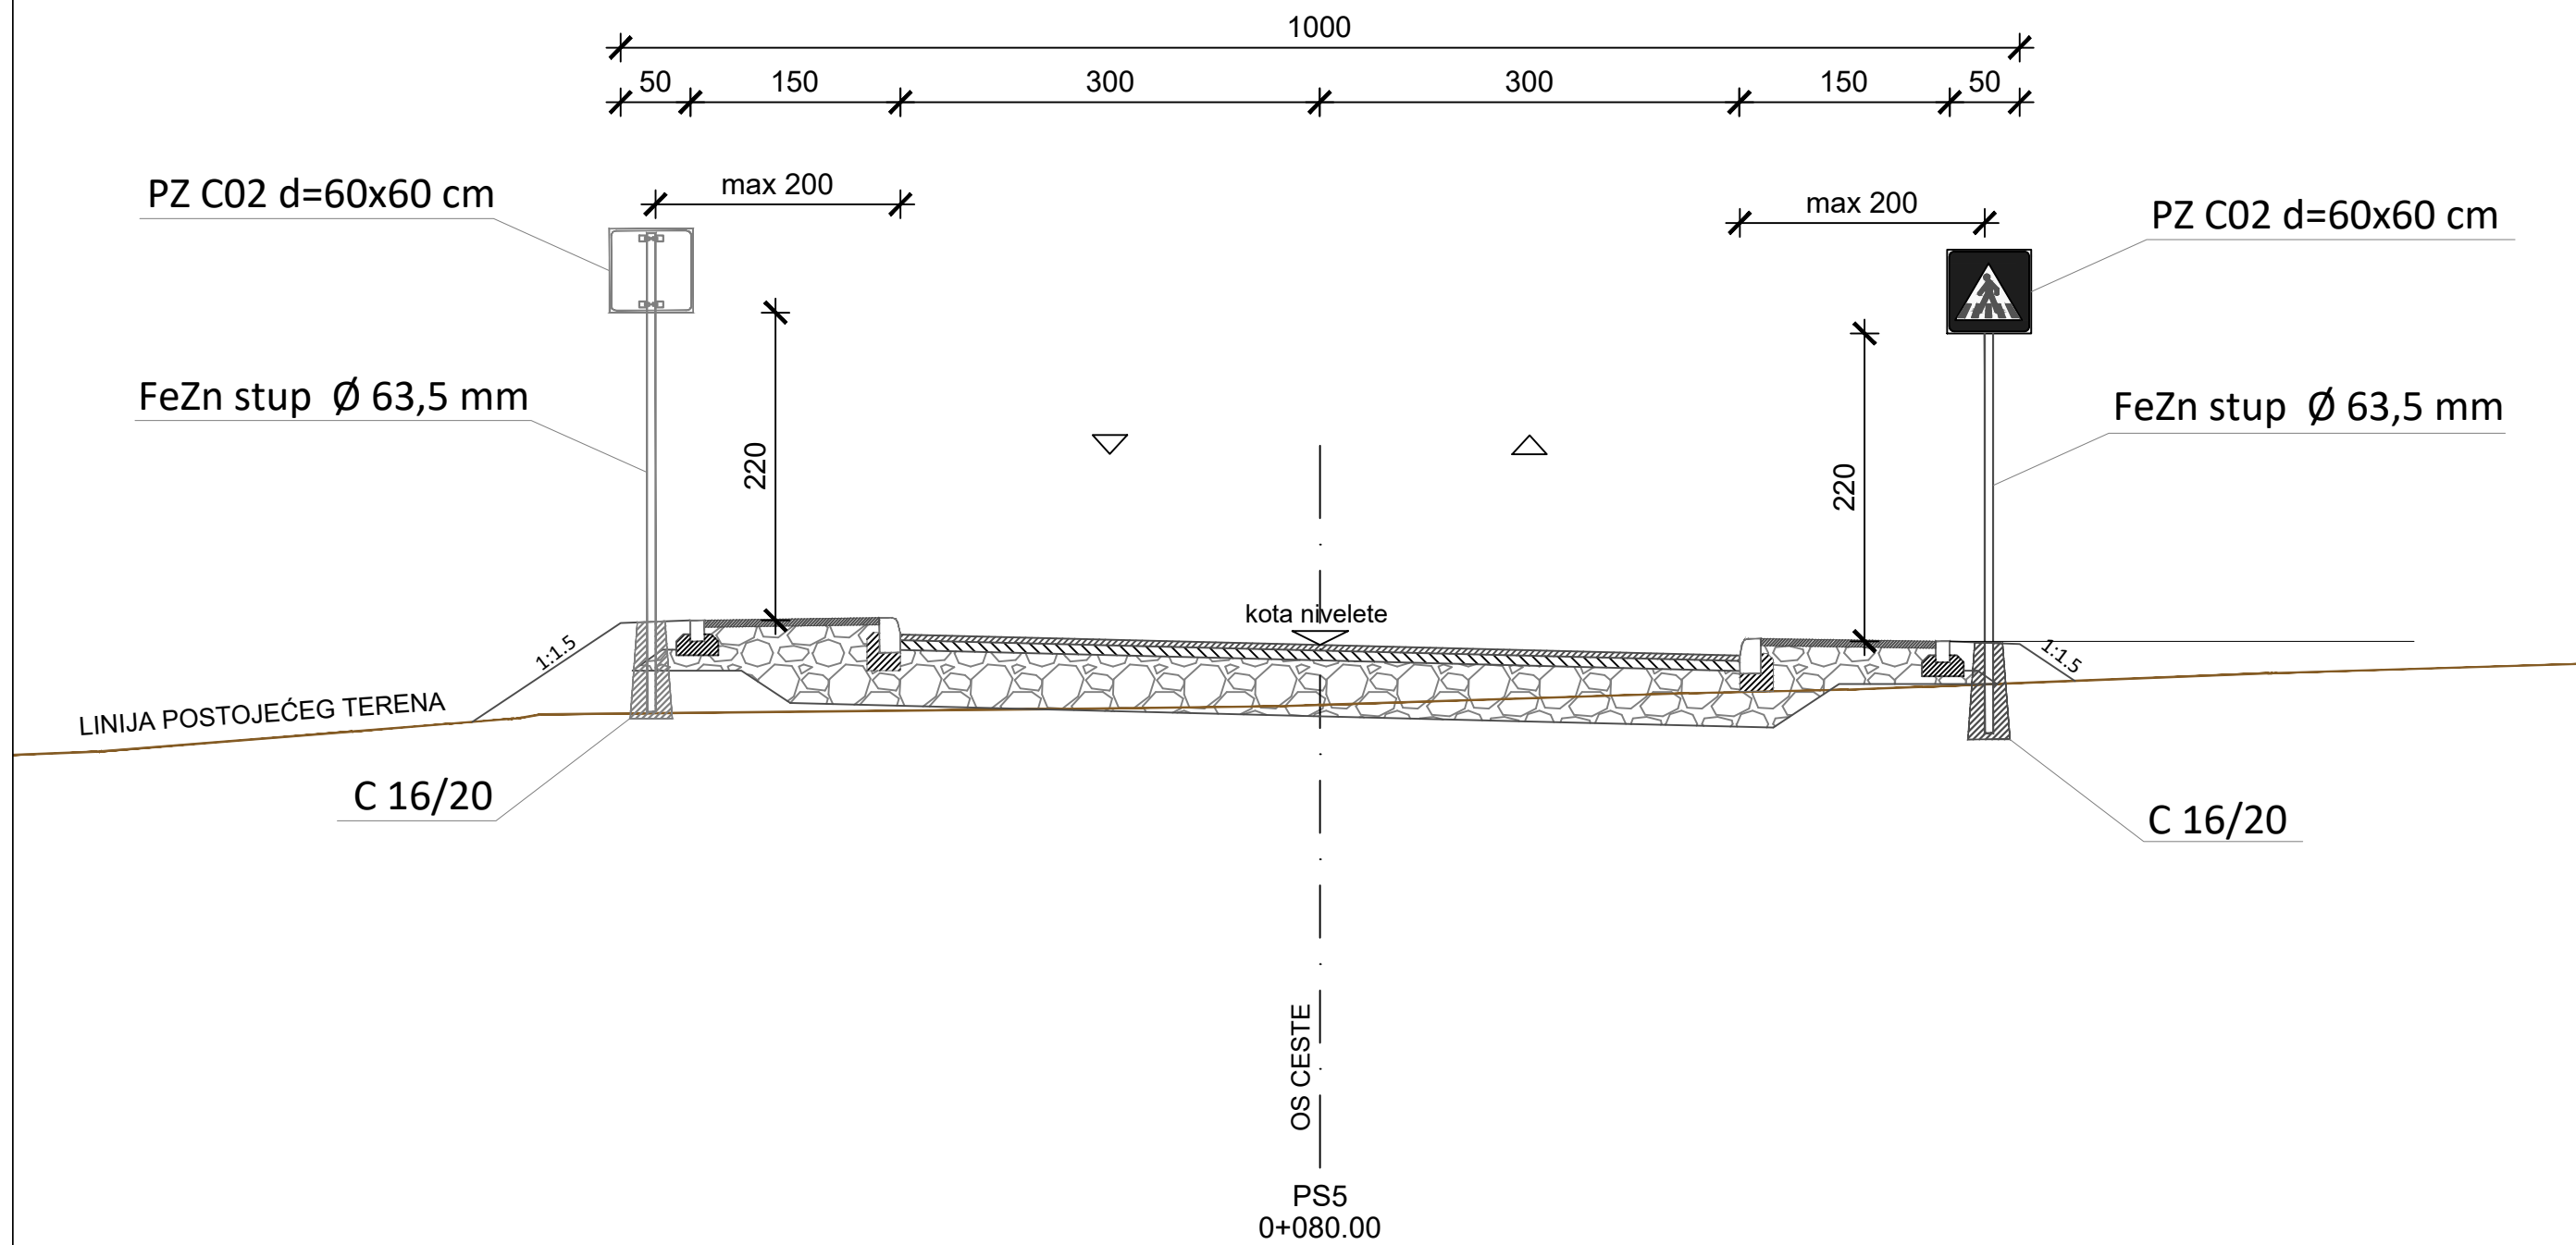 1000
50 150 300 300 150 50
max 200
max 200
PZ C02 d=60x60 cm
PZ C02 d=60x60 cm
FeZn stup Ø 63,5 mm
FeZn stup Ø 63,5 mm
220
220
kota nivelete
1:1.5
1:1.5
LINIJA POSTOJEĆEG TERENA
C 16/20
C 16/20
OS CESTE
PS5
0+080.00